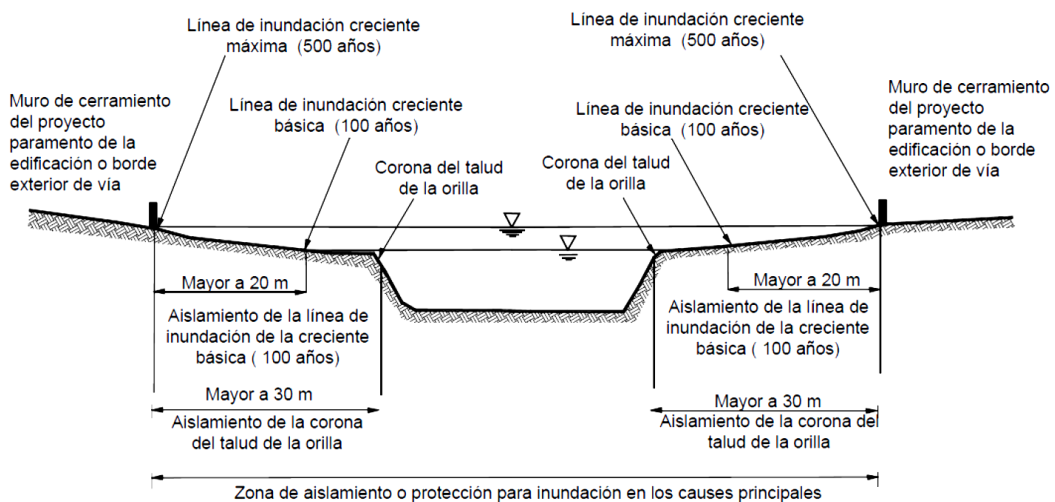 Línea de inundación creciente
máxima (500 años)
Línea de inundación creciente
máxima (500 años)
Muro de cerramiento
del proyecto
paramento de la
edificación o borde
exterior de vía
Línea de inundación creciente
básica (100 años)
Corona del talud
de la orilla
Corona del talud
de la orilla
Línea de inundación creciente
básica (100 años)
Muro de cerramiento
del proyecto
paramento de la
edificación o borde
exterior de vía
Mayor a 20 m
Aislamiento de la línea de
inundación de la creciente
básica ( 100 años)
Mayor a 20 m
Aislamiento de la línea de
inundación de la creciente
básica ( 100 años)
Mayor a 30 m
Aislamiento de la corona
del talud de la orilla
Mayor a 30 m
Aislamiento de la corona del
talud de la orilla
Zona de aislamiento o protección para inundación en los causes principales